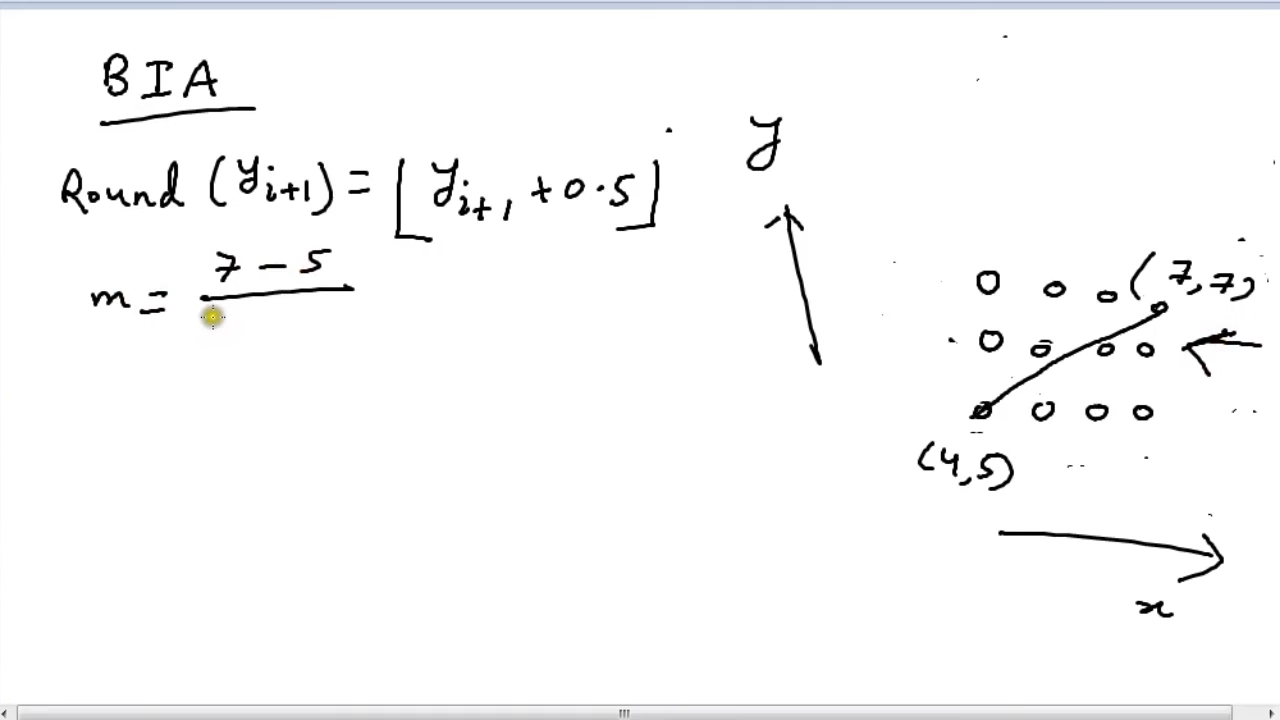 BIA
Round (yi+1) = ⌊yi+1 + 0.5⌋
m = 7 - 5
y
(7,7)
(4,5)
x